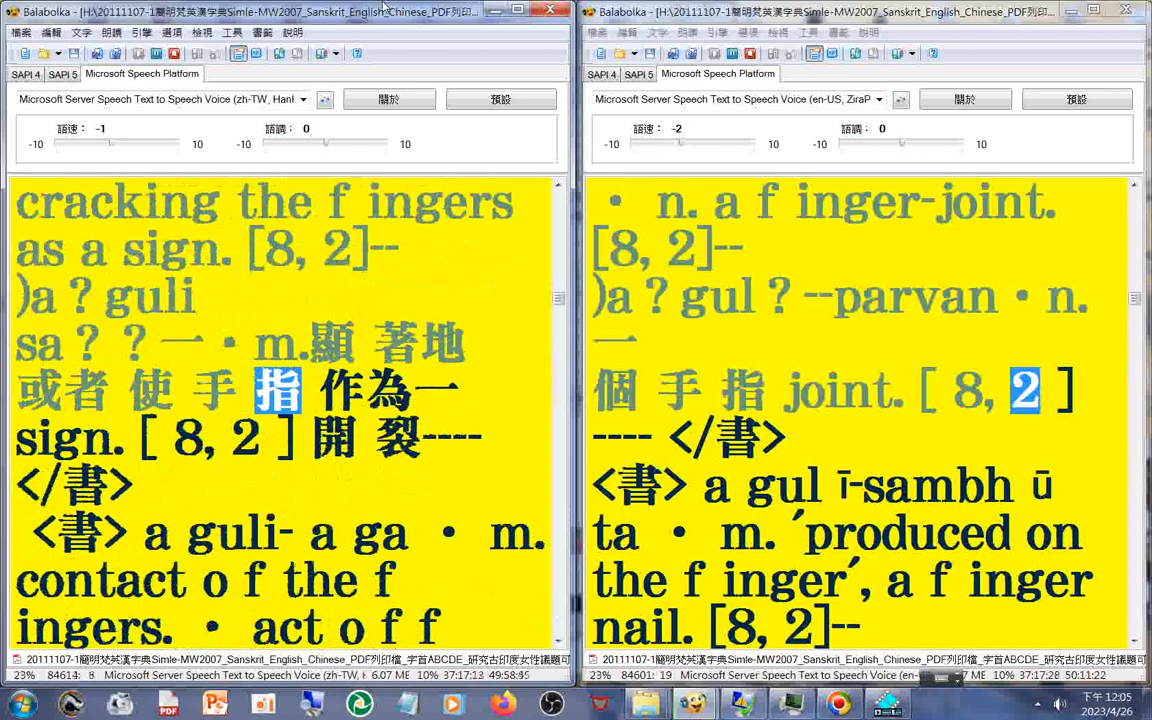 Balabolka - [H:\20111107-1簡明梵英漢字典Simle-MW2007_Sanskrit_English_Chinese_PDF列印...
檔案 編輯 文字 朗讀 引擎 選項 檢視 工具 書籤 說明
SAPI 4 SAPI 5 Microsoft Speech Platform
Microsoft Server Speech Text to Speech Voice (zh-TW, Hanl 關於 預設
語速： -1 語調： 0
-10 10 -10 10
cracking the f ingers
as a sign. [8, 2]--
)a？guli
sa？？一‧m.顯 著地
或者 使 手 指 作為一
sign. [ 8, 2 ] 開 裂----
</書>
<書> a guli- a ga ‧ m.
contact o f the f
ingers. ‧ act o f f
20111107-1簡明梵英漢字典Simle-MW2007_Sanskrit_English_Chinese_PDF列印檔_字首ABCDE_研究古印度女性議題可
23% 84614: 8 Microsoft Server Speech Text to Speech Voice (zh-TW, H 6.07 ME 10% 37:17:13 49:58:45
Balabolka - [H:\20111107-1簡明梵英漢字典Simle-MW2007_Sanskrit_English_Chinese_PDF列印...
檔案 編輯 文字 朗讀 引擎 選項 檢視 工具 書籤 說明
SAPI 4 SAPI 5 Microsoft Speech Platform
Microsoft Server Speech Text to Speech Voice (en-US, ZiraP 關於 預設
語速： -2 語調： 0
-10 10 -10 10
‧ n. a f inger-joint.
[8, 2]--
)a？gul？--parvan‧n.
一
個 手 指 joint. [ 8, 2 ]
---- </書>
<書> a gul ī-sambh ū
ta ‧ m. ′produced on
the f inger′, a f inger
nail. [8, 2]--
20111107-1簡明梵英漢字典Simle-MW2007_Sanskrit_English_Chinese_PDF列印檔_字首ABCDE_研究古印度女性議題可
23% 84601: 19 Microsoft Server Speech Text to Speech Voice (en-US, Z 10% 37:17:28 50:11:22
下午 12:05
2023/4/26